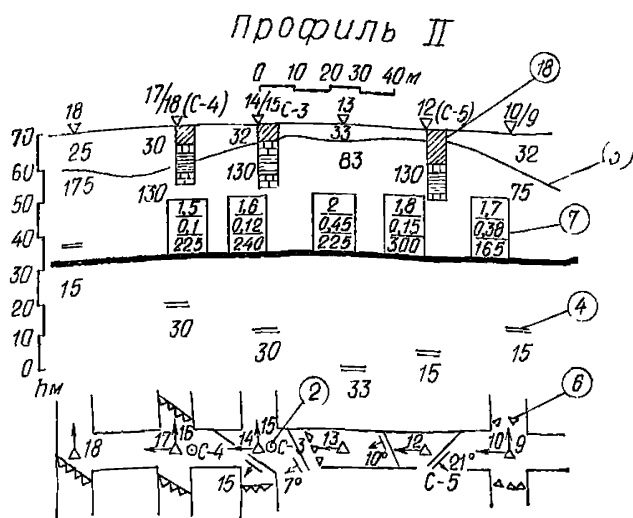 Профиль II
0 10 20 30 40 м
18 17/18 (С-4) 14/15 С-3 13 12 (С-5) 10/9 18
70 25 30 32 33 32
60 175 130 130 83 130 75
50 1,5 1,6 2 1,8 1,7
40 0,1 0,12 0,45 0,15 0,38 7
225 240 225 300 165
30
15
20 30 4
10 30 15 15
0 33
hм
2 6
18 17 16 С-4 14 15 С-3 13 12 10 9
15 7° 10° С-5 21°